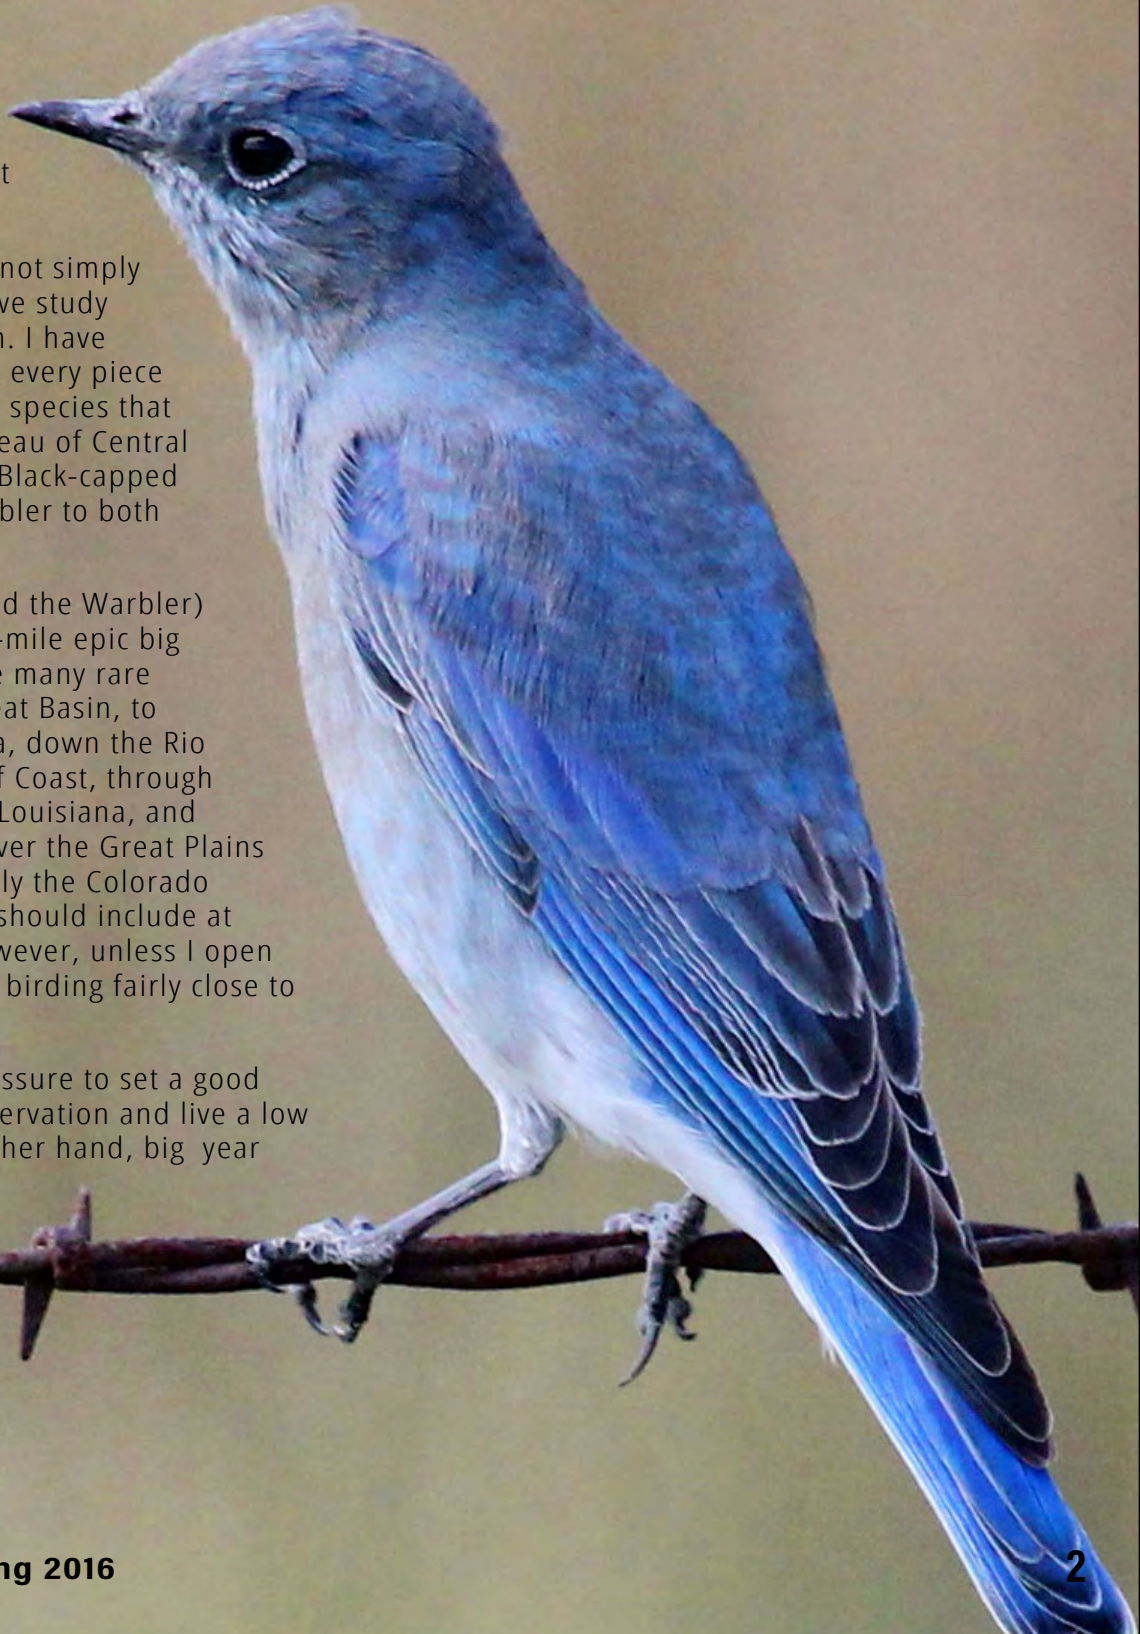 t
not simply
ve study
. I have
every piece
species that
eau of Central
Black-capped
bler to both
d the Warbler)
-mile epic big
e many rare
eat Basin, to
a, down the Rio
f Coast, through
Louisiana, and
ver the Great Plains
ly the Colorado
should include at
wever, unless I open
birding fairly close to
ssure to set a good
ervation and live a low
her hand, big year
ng 2016
2